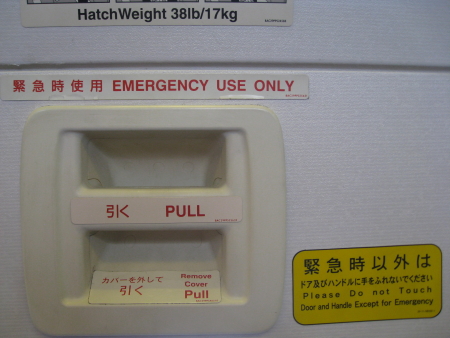 HatchWeight 38lb/17kg
緊急時使用 EMERGENCY USE ONLY
引く PULL
カバーを外して
引く
Remove
Cover
Pull
緊急時以外は
ドア及びハンドルに手をふれないでください
Please Do not Touch
Door and Handle Except for Emergency